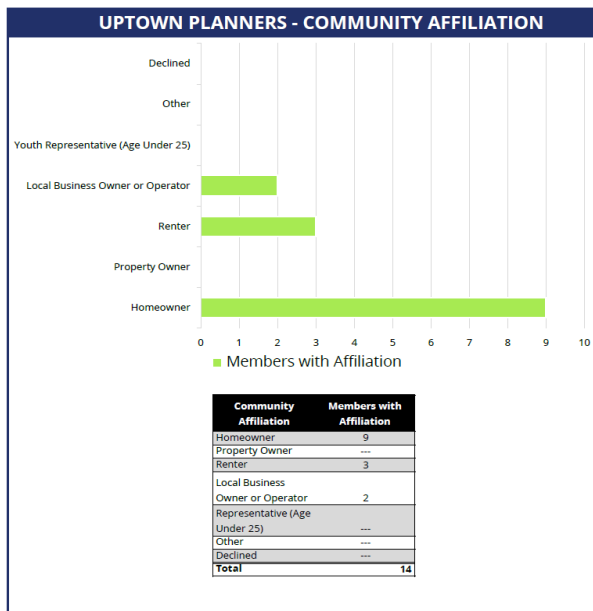 UPTOWN PLANNERS - COMMUNITY AFFILIATION
Declined
Other
Youth Representative (Age Under 25)
Local Business Owner or Operator
Renter
Property Owner
Homeowner
0 1 2 3 4 5 6 7 8 9 10
Members with Affiliation
Community Affiliation Members with Affiliation
Homeowner 9
Property Owner ---
Renter 3
Local Business
Owner or Operator 2
Representative (Age
Under 25) ---
Other ---
Declined ---
Total 14